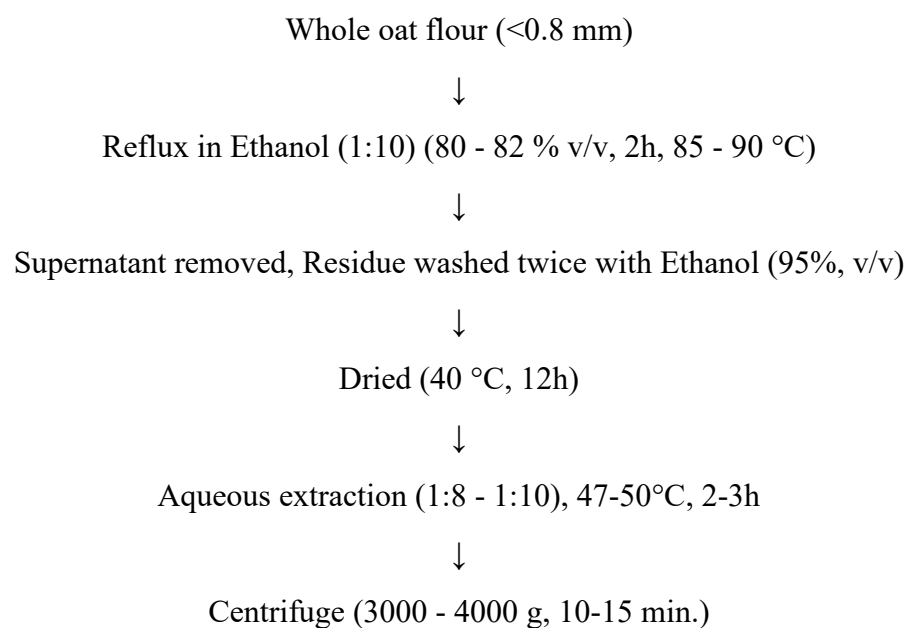 Whole oat flour (<0.8 mm)
↓
Reflux in Ethanol (1:10) (80 - 82 % v/v, 2h, 85 - 90 °C)
↓
Supernatant removed, Residue washed twice with Ethanol (95%, v/v)
↓
Dried (40 °C, 12h)
↓
Aqueous extraction (1:8 - 1:10), 47-50°C, 2-3h
↓
Centrifuge (3000 - 4000 g, 10-15 min.)